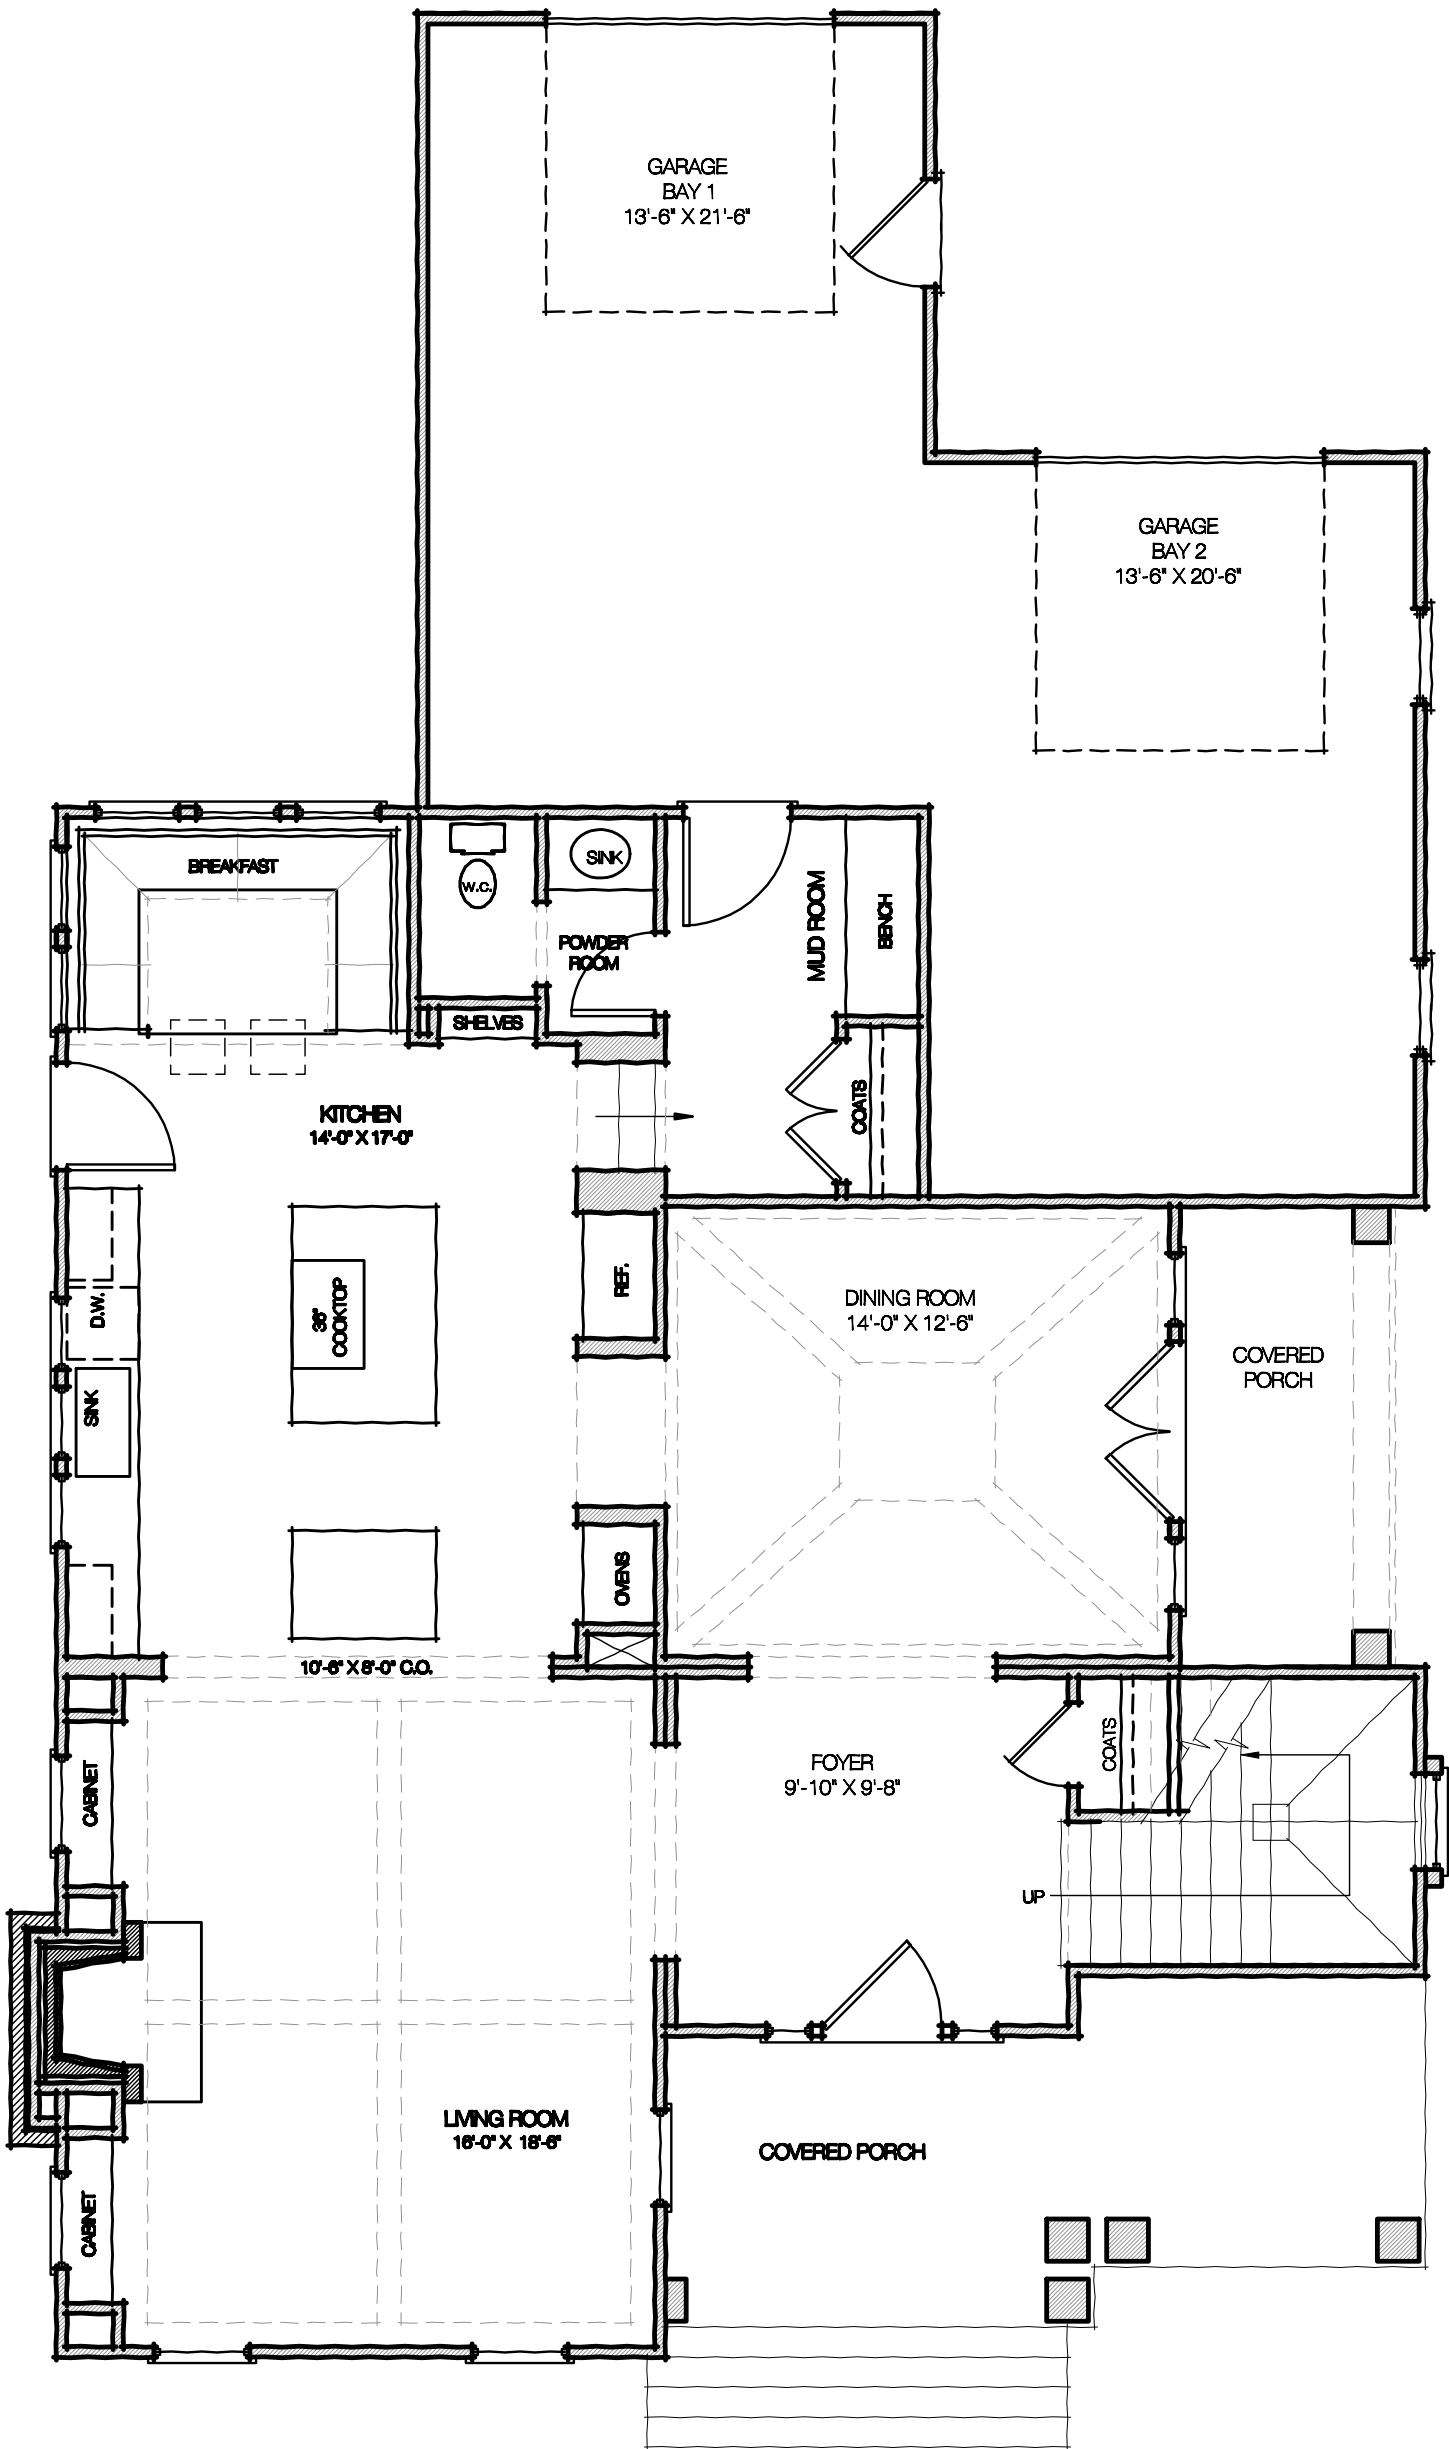 GARAGE
BAY 1
13'-6" X 21'-6"
GARAGE
BAY 2
13'-6" X 20'-6"
BREAKFAST
W.C.
SINK
POWDER
ROOM
MUD ROOM
BENCH
SHELVES
COATS
KITCHEN
14'-0" X 17'-0"
D.W.
SINK
36"
COOKTOP
REF.
OVENS
DINING ROOM
14'-0" X 12'-6"
COVERED
PORCH
10'-6" X 8'-0" C.O.
CABINET
FOYER
9'-10" X 9'-8"
COATS
UP
LIVING ROOM
16'-0" X 18'-6"
COVERED PORCH
CABINET